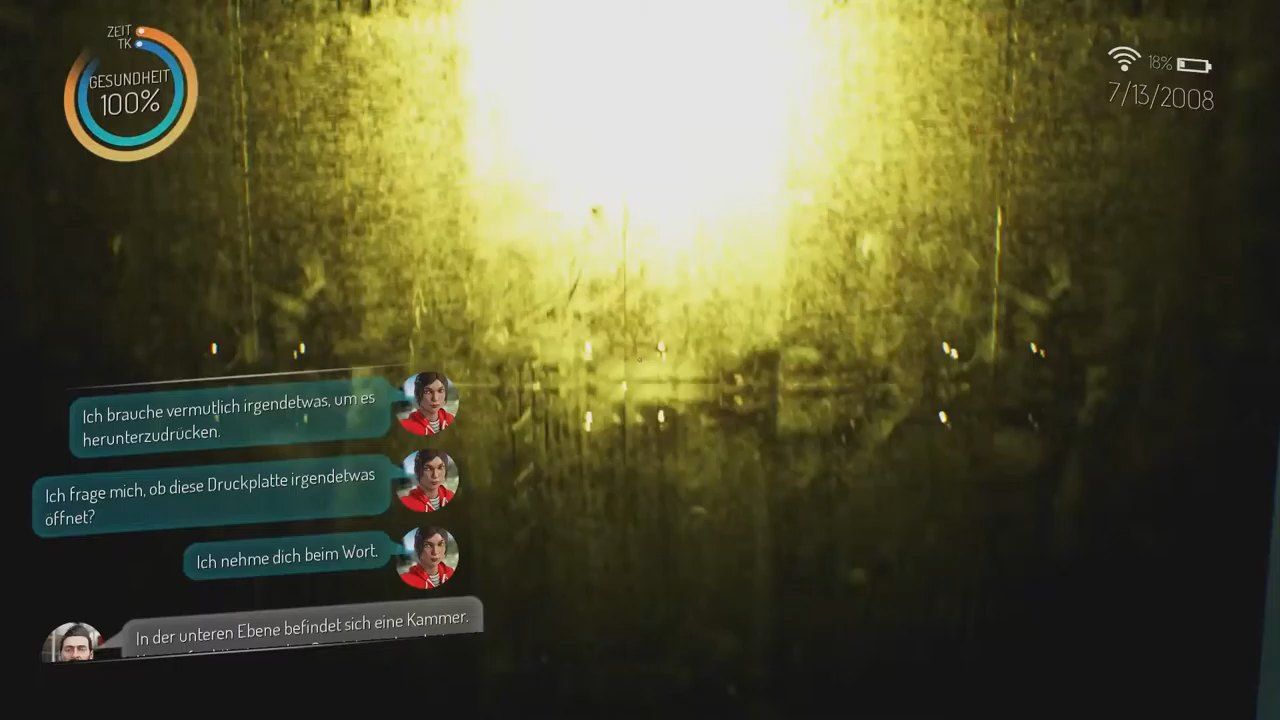 ZEIT
TK
GESUNDHEIT
100%
18%
7/13/2008
Ich brauche vermutlich irgendetwas, um es
herunterzudrücken.
Ich frage mich, ob diese Druckplatte irgendetwas
öffnet?
Ich nehme dich beim Wort.
In der unteren Ebene befindet sich eine Kammer.